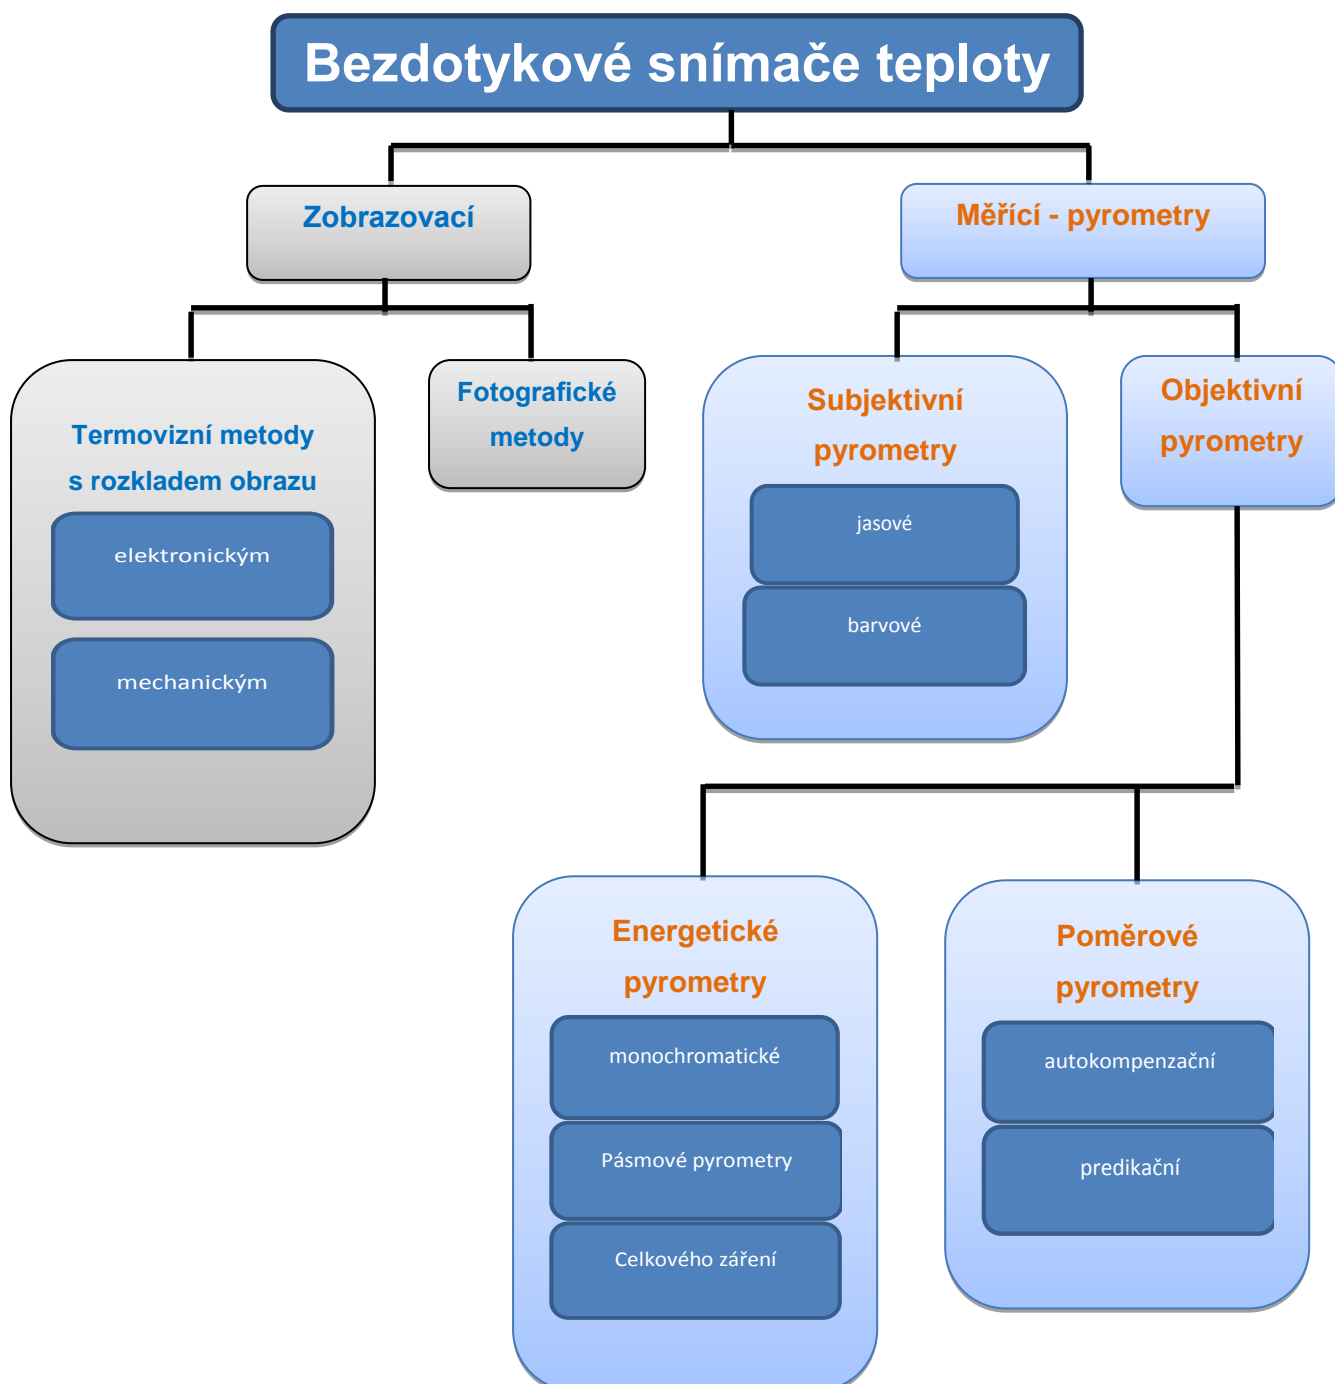 Bezdotykové snímače teploty
Zobrazovací
Měřící - pyrometry
Termovizní metody
s rozkladem obrazu
elektronickým
mechanickým
Fotografické
metody
Subjektivní
pyrometry
jasové
barvové
Objektivní
pyrometry
Energetické
pyrometry
monochromatické
Pásmové pyrometry
Celkového záření
Poměrové
pyrometry
autokompenzační
predikační